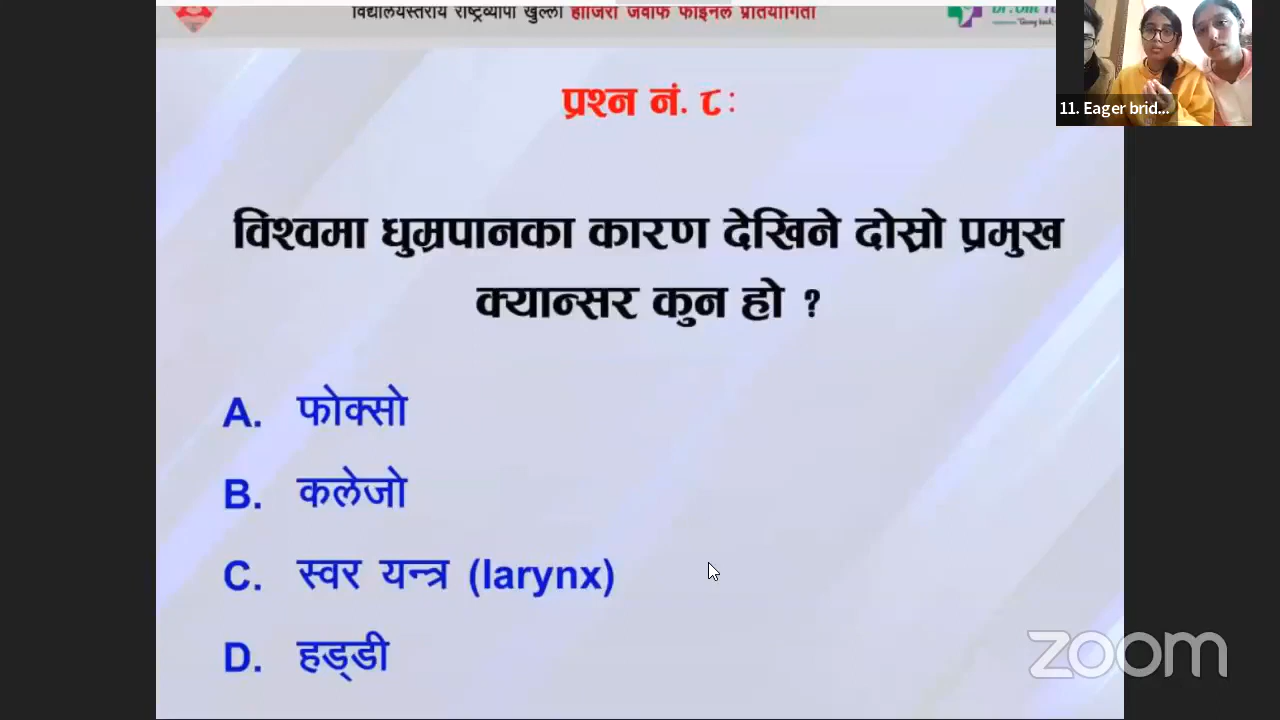 विद्यालयस्तरीय राष्ट्रव्यापी खुल्ला हाजिरी जवाफ फाइनल प्रतियोगिता
प्रश्न नं. ८:
विश्वमा धुम्रपानका कारण देखिने दोस्रो प्रमुख
क्यान्सर कुन हो ?
A. फोक्सो
B. कलेजो
C. स्वर यन्त्र (larynx)
D. हड्डी
11. Eager brid...
zoom